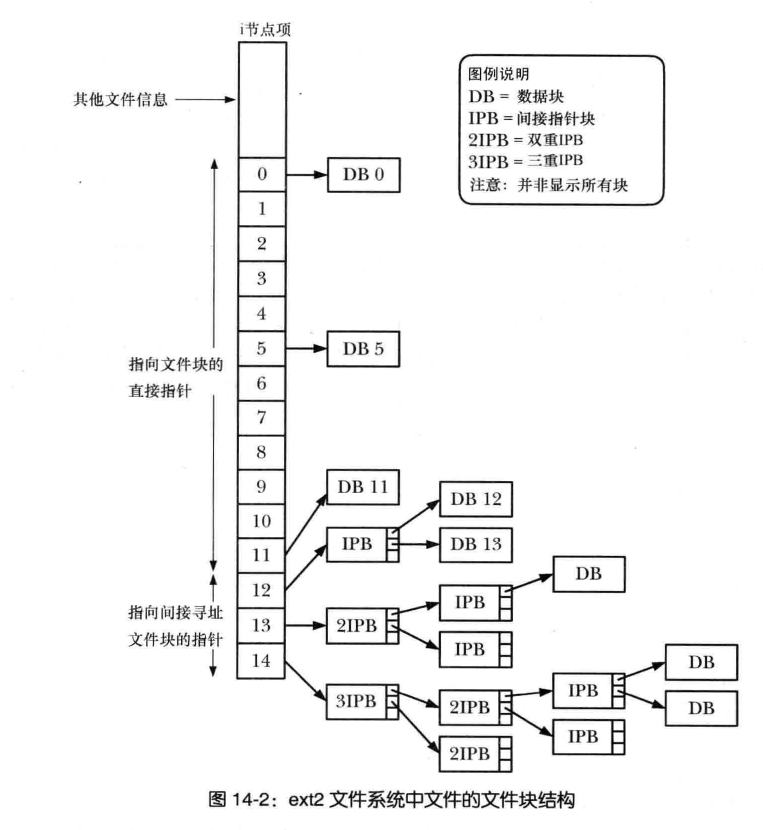 i节点项
其他文件信息
图例说明
DB = 数据块
IPB = 间接指针块
2IPB = 双重IPB
3IPB = 三重IPB
注意：并非显示所有块
0
DB 0
1
2
3
4
5
DB 5
指向文件块的
直接指针
6
7
8
9
DB 11
DB 12
10
11
IPB
DB 13
12
DB
指向间接寻址
文件块的指针
13
2IPB
IPB
IPB
14
3IPB
2IPB
IPB
DB
DB
2IPB
IPB
图 14-2：ext2 文件系统中文件的文件块结构